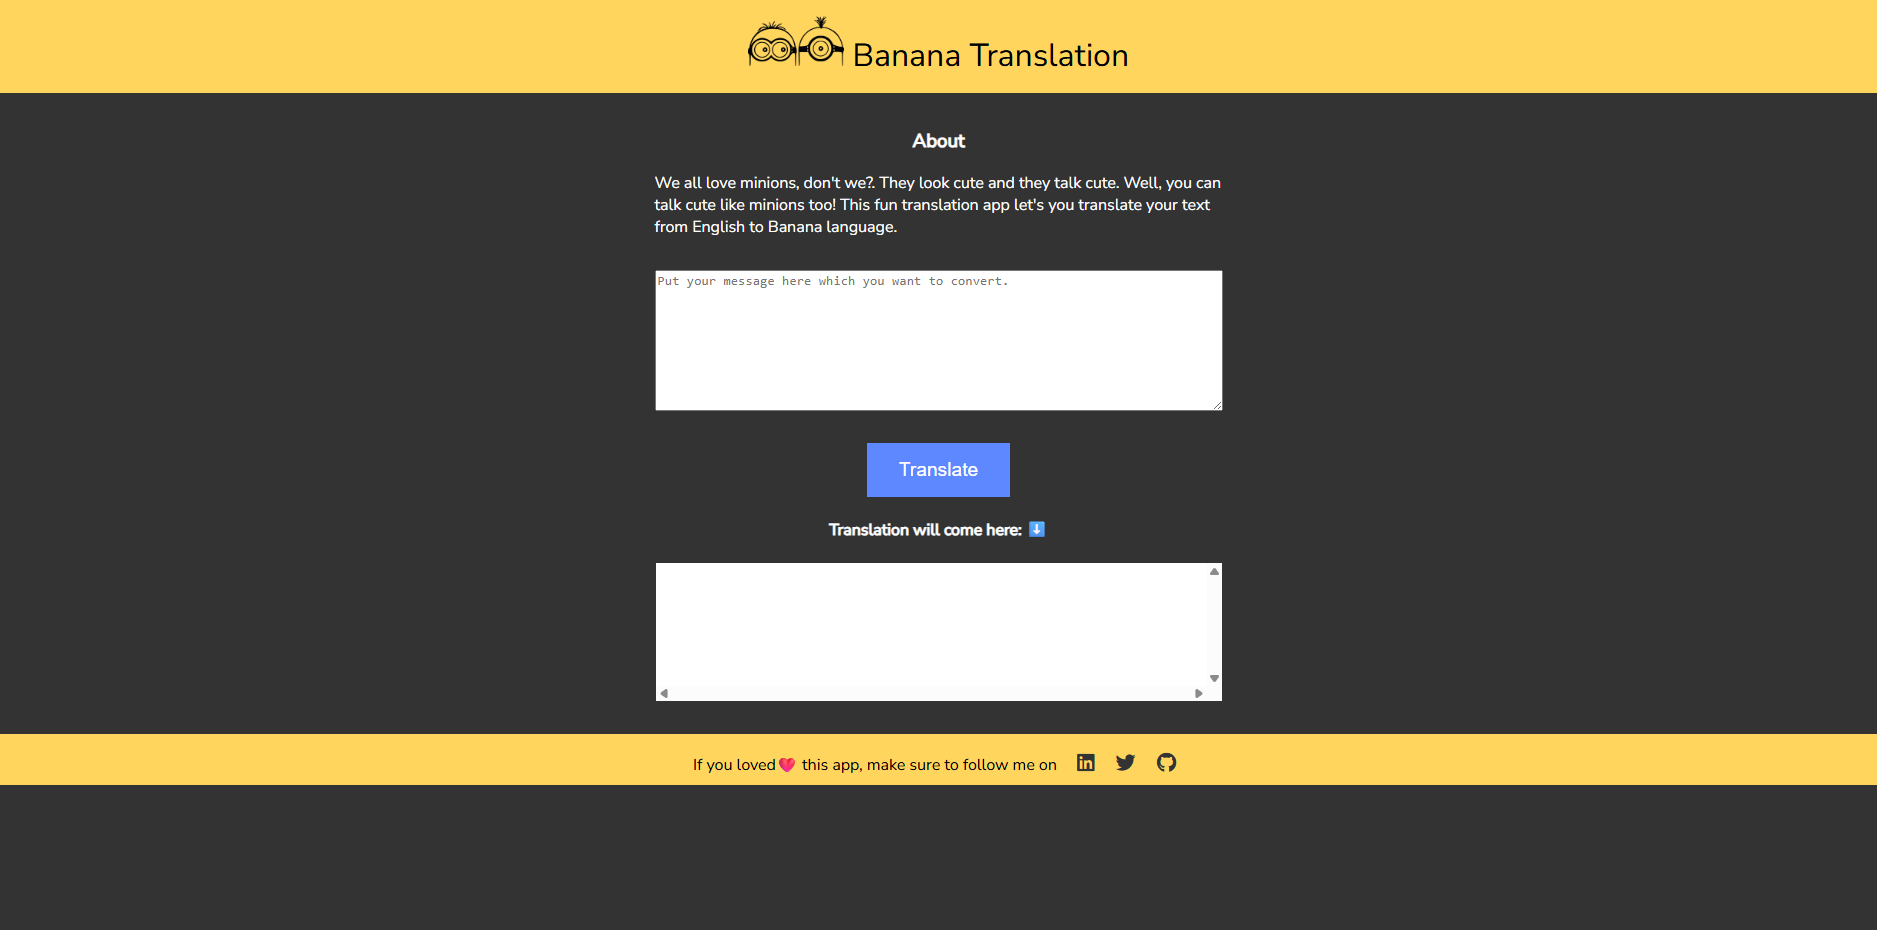 Banana Translation
About
We all love minions, don't we?. They look cute and they talk cute. Well, you can
talk cute like minions too! This fun translation app let's you translate your text
from English to Banana language.
Put your message here which you want to convert.
Translate
Translation will come here: ⬇️
If you loved❤️ this app, make sure to follow me on